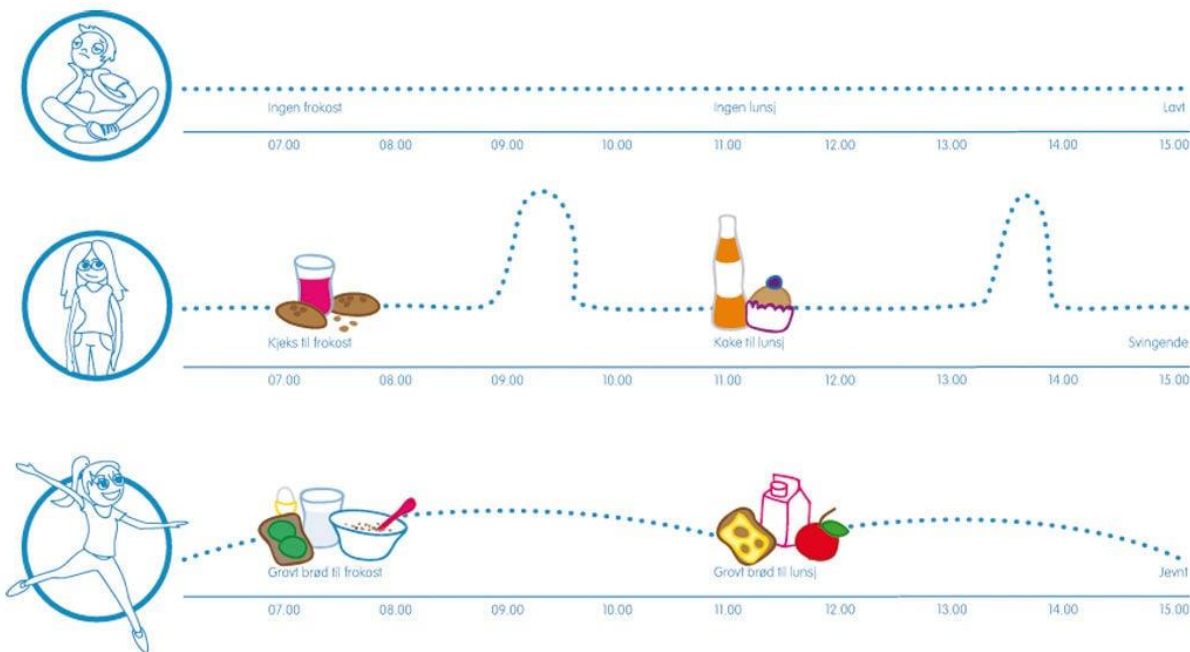 Ingen frokost Ingen lunsj Lavt
07.00 08.00 09.00 10.00 11.00 12.00 13.00 14.00 15.00
Kjeks til frokost Kake til lunsj Svingende
07.00 08.00 09.00 10.00 11.00 12.00 13.00 14.00 15.00
Grovt brød til frokost Grovt brød til lunsj Jevnt
07.00 08.00 09.00 10.00 11.00 12.00 13.00 14.00 15.00